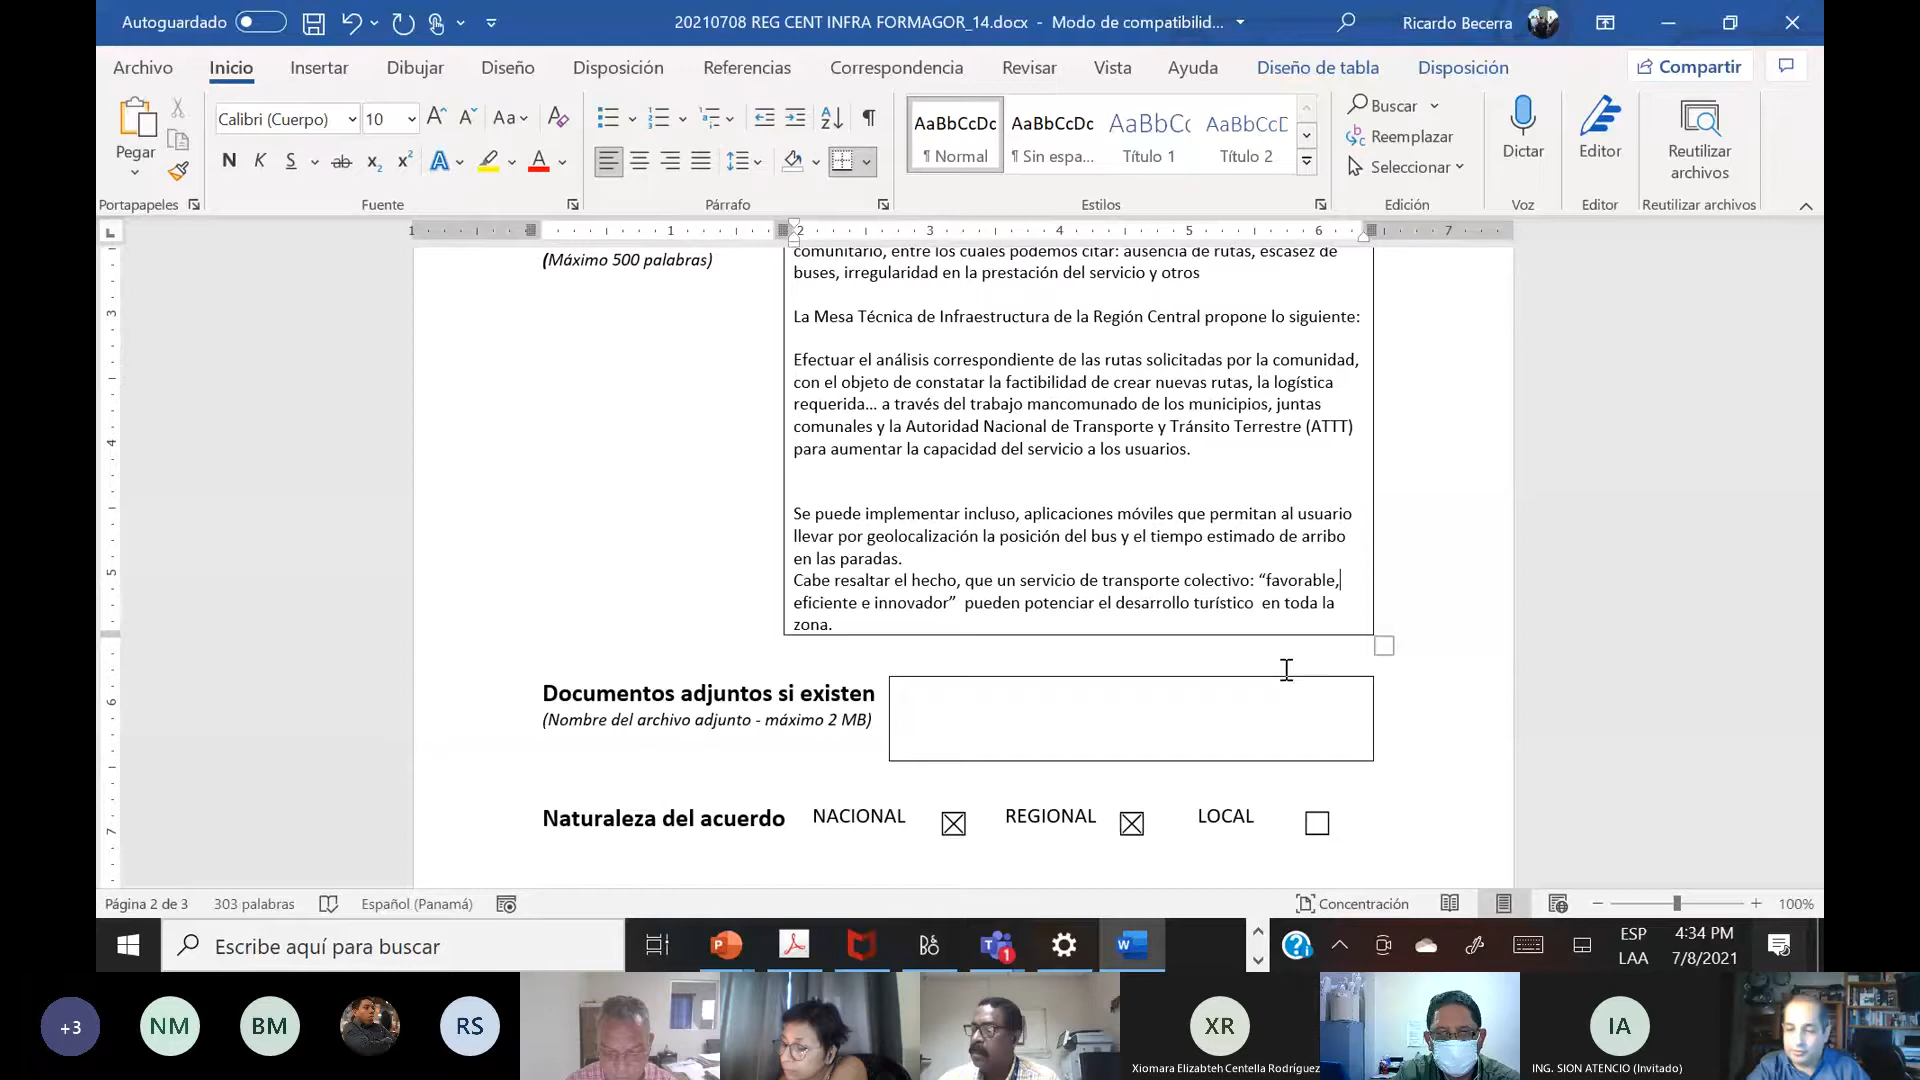 Autoguardado
20210708 REG CENT INFRA FORMAGOR_14.docx - Modo de compatibilid...
Ricardo Becerra
Archivo Inicio Insertar Dibujar Diseño Disposición Referencias Correspondencia Revisar Vista Ayuda Diseño de tabla Disposición Compartir
Calibri (Cuerpo) 10
Pegar
N K S ab
AaBbCcDc AaBbCcDc AaBbCc AaBbCcD
¶ Normal ¶ Sin espa... Título 1 Título 2
Buscar
Reemplazar
Seleccionar
Dictar
Editor
Reutilizar archivos
Portapapeles Fuente Párrafo Estilos Edición Voz Editor Reutilizar archivos
1 1 2 3 4 5 6 7
(Máximo 500 palabras)
comunitario, entre los cuales podemos citar: ausencia de rutas, escasez de
buses, irregularidad en la prestación del servicio y otros
La Mesa Técnica de Infraestructura de la Región Central propone lo siguiente:
Efectuar el análisis correspondiente de las rutas solicitadas por la comunidad,
con el objeto de constatar la factibilidad de crear nuevas rutas, la logística
requerida... a través del trabajo mancomunado de los municipios, juntas
comunales y la Autoridad Nacional de Transporte y Tránsito Terrestre (ATTT)
para aumentar la capacidad del servicio a los usuarios.
Se puede implementar incluso, aplicaciones móviles que permitan al usuario
llevar por geolocalización la posición del bus y el tiempo estimado de arribo
en las paradas.
Cabe resaltar el hecho, que un servicio de transporte colectivo: “favorable,
eficiente e innovador” pueden potenciar el desarrollo turístico en toda la
zona.
Documentos adjuntos si existen
(Nombre del archivo adjunto - máximo 2 MB)
Naturaleza del acuerdo NACIONAL REGIONAL LOCAL
Página 2 de 3 303 palabras Español (Panamá) Concentración 100%
Escribe aquí para buscar
ESP
LAA
4:34 PM
7/8/2021
+3 NM BM RS XR IA
Xiomara Elizabteh Centella Rodríguez
ING. SION ATENCIO (Invitado)